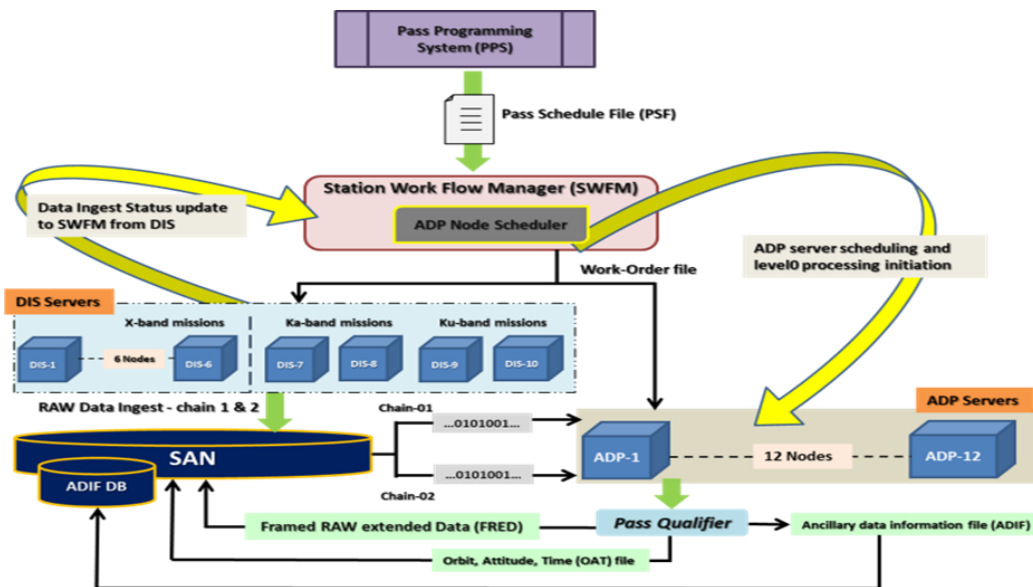 Pass Programming
System (PPS)
Pass Schedule File (PSF)
Station Work Flow Manager (SWFM)
ADP Node Scheduler
Data Ingest Status update
to SWFM from DIS
ADP server scheduling and
level0 processing initiation
Work-Order file
DIS Servers
X-band missions
Ka-band missions
Ku-band missions
DIS-1
6 Nodes
DIS-6
DIS-7
DIS-8
DIS-9
DIS-10
RAW Data Ingest - chain 1 & 2
Chain-01
...0101001...
ADP Servers
SAN
ADIF DB
...0101001...
Chain-02
ADP-1
12 Nodes
ADP-12
Framed RAW extended Data (FRED)
Pass Qualifier
Ancillary data information file (ADIF)
Orbit, Attitude, Time (OAT) file